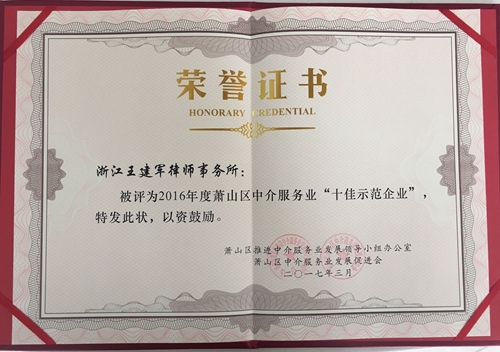 荣誉证书
HONORARY CREDENTIAL
浙江王建军律师事务所：
被评为2016年度萧山区中介服务业“十佳示范企业”，
特发此状，以资鼓励。
萧山区推进中介服务业发展领导小组办公室
萧山区中介服务业发展促进会
二〇一七年三月